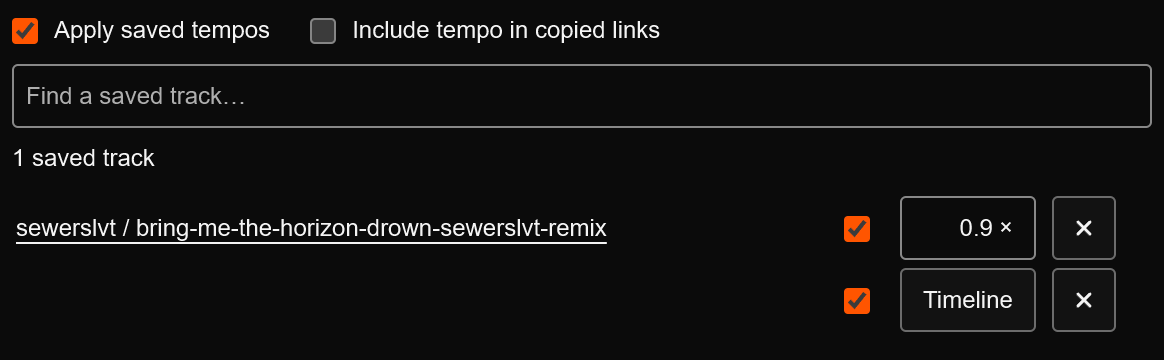 Apply saved tempos Include tempo in copied links
Find a saved track…
1 saved track
sewerslvt / bring-me-the-horizon-drown-sewerslvt-remix 0.9 × ✕
Timeline ✕